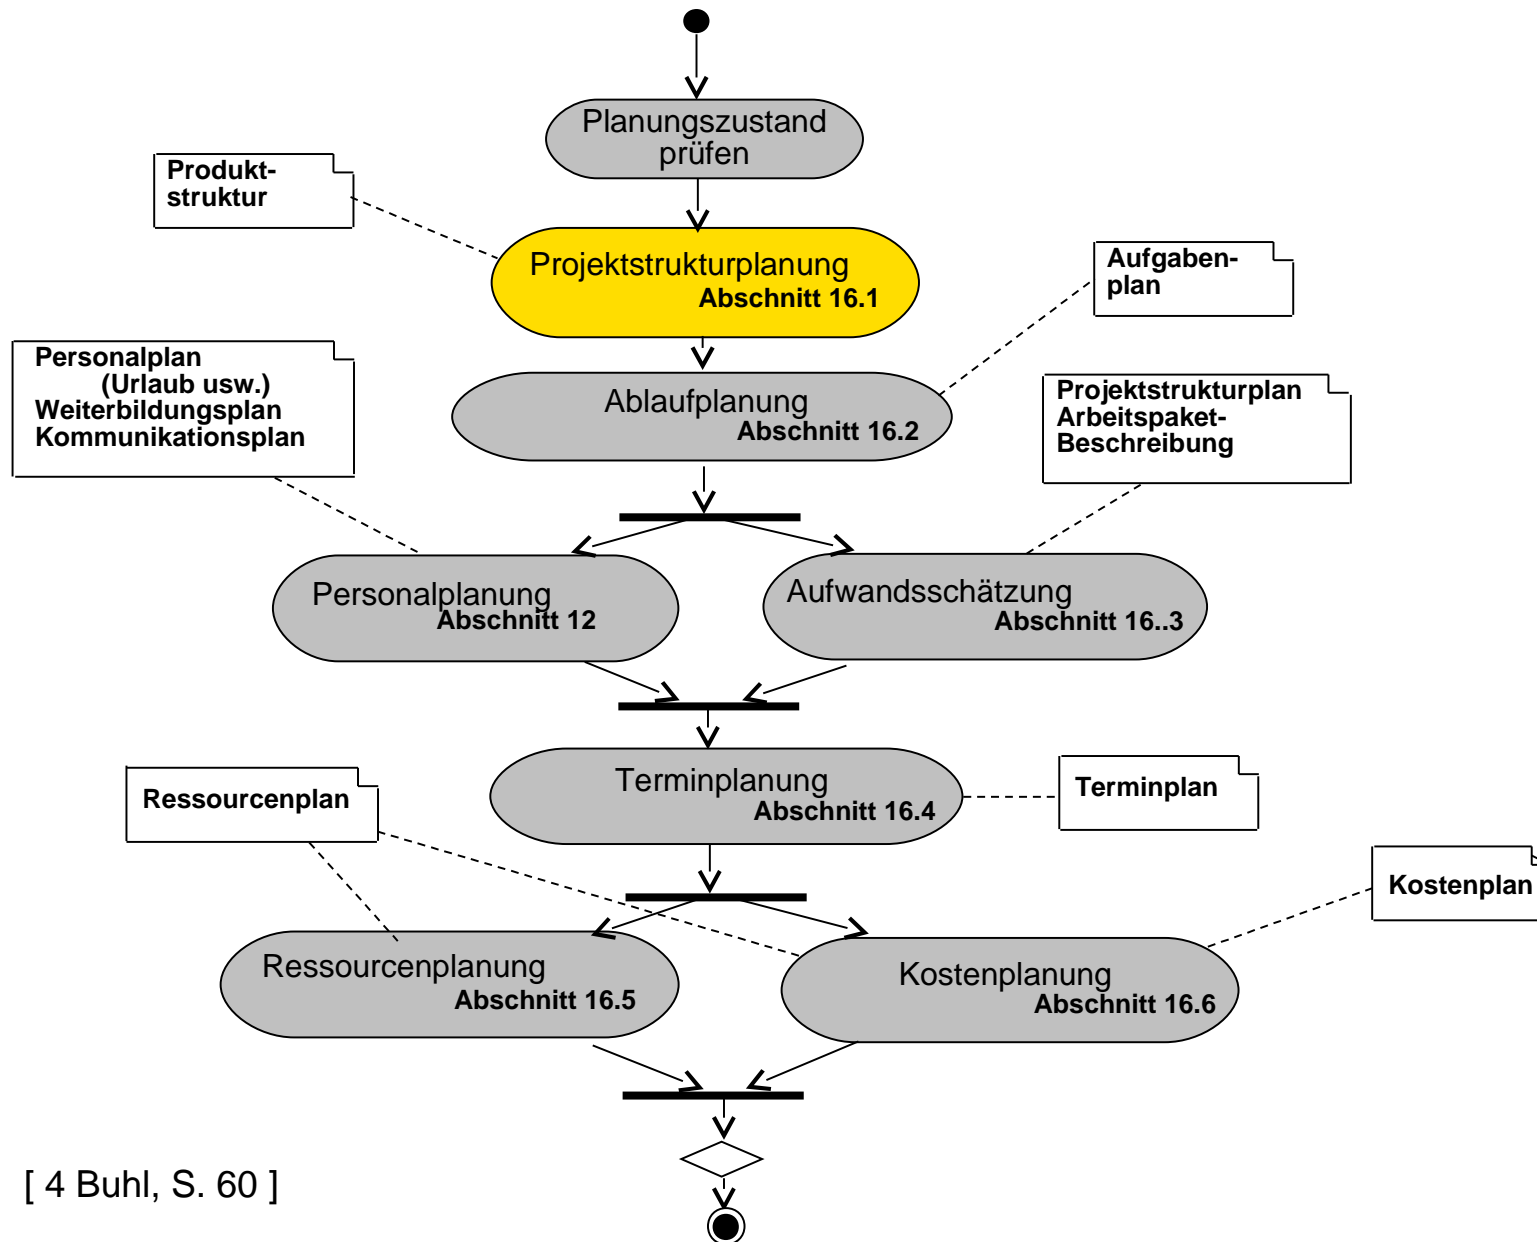 Planungszustand
prüfen
Produkt-
struktur
Projektstrukturplanung
Abschnitt 16.1
Aufgaben-
plan
Personalplan
(Urlaub usw.)
Weiterbildungsplan
Kommunikationsplan
Ablaufplanung
Abschnitt 16.2
Projektstrukturplan
Arbeitspaket-
Beschreibung
Personalplanung
Abschnitt 12
Aufwandsschätzung
Abschnitt 16..3
Ressourcenplan
Terminplanung
Abschnitt 16.4
Terminplan
Kostenplan
Ressourcenplanung
Abschnitt 16.5
Kostenplanung
Abschnitt 16.6
[ 4 Buhl, S. 60 ]